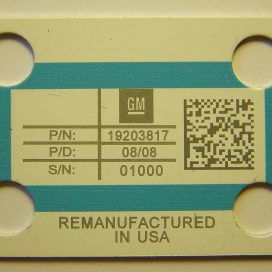 GM
P/N: 19203817
P/D: 08/08
S/N: 01000
REMANUFACTURED
IN USA